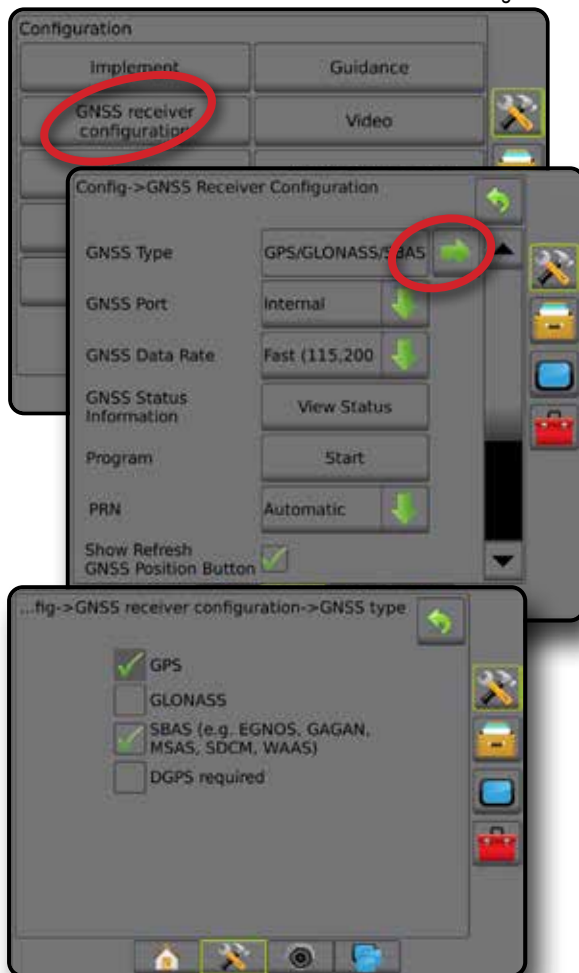 Configuration
Implement
Guidance
GNSS receiver
configuration
Video
Config->GNSS Receiver Configuration
GNSS Type
GPS/GLONASS/SBAS
GNSS Port
Internal
GNSS Data Rate
Fast (115,200
GNSS Status
Information
View Status
Program
Start
PRN
Automatic
Show Refresh
GNSS Position Button
...fig->GNSS receiver configuration->GNSS type
GPS
GLONASS
SBAS (e.g. EGNOS, GAGAN,
MSAS, SDCM, WAAS)
DGPS required